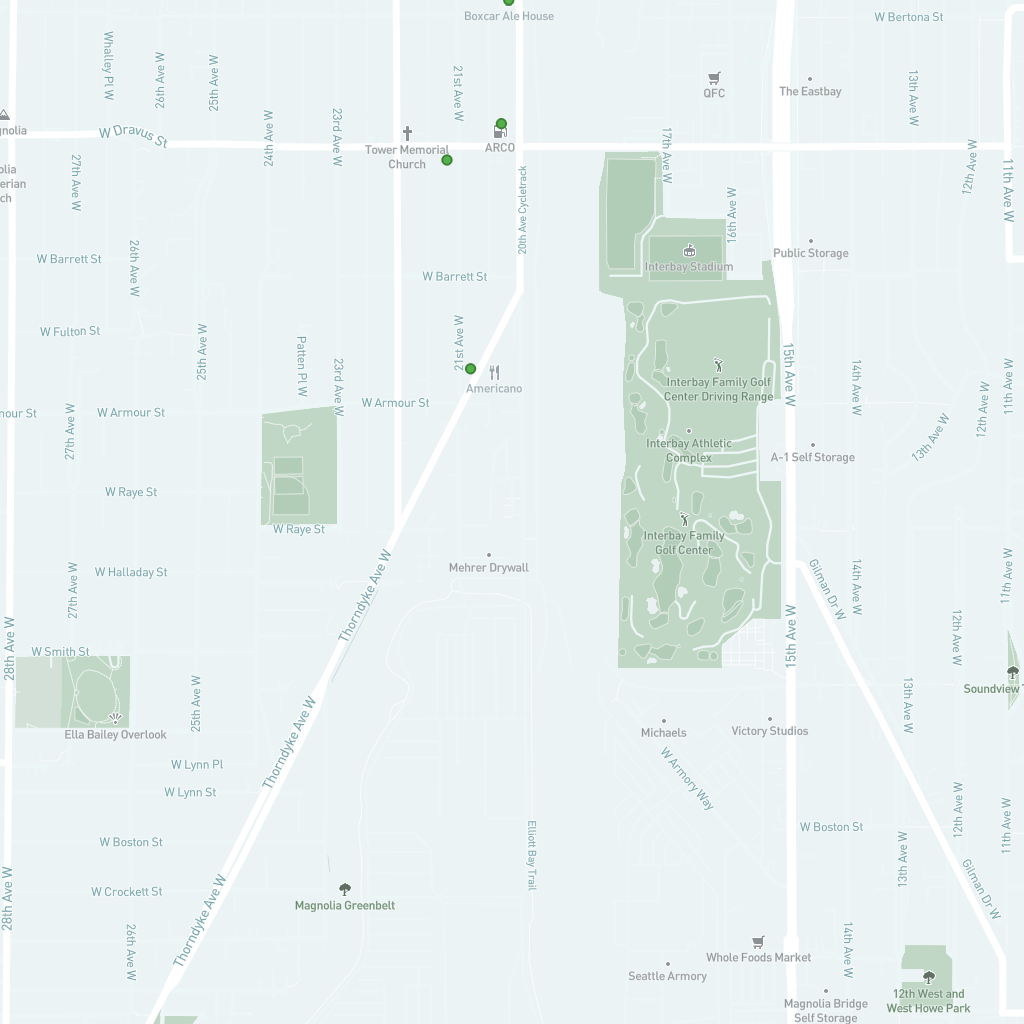 Boxcar Ale House
W Bertona St
Whalley Pl W
26th Ave W
25th Ave W
21st Ave W
QFC
The Eastbay
13th Ave W
gnolia
W Dravus St
24th Ave W
23rd Ave W
Tower Memorial
Church
ARCO
17th Ave W
12th Ave W
11th Ave W
olia
erian
ch
27th Ave W
20th Ave Cycletrack
16th Ave W
26th Ave W
W Barrett St
W Barrett St
Interbay Stadium
Public Storage
W Fulton St
25th Ave W
Patten Pl W
23rd Ave W
21st Ave W
Americano
Interbay Family Golf
Center Driving Range
15th Ave W
14th Ave W
12th Ave W
11th Ave W
mour St
W Armour St
W Armour St
27th Ave W
Interbay Athletic
Complex
A-1 Self Storage
13th Ave W
W Raye St
W Raye St
Interbay Family
Golf Center
W Halladay St
27th Ave W
Thorndyke Ave W
Mehrer Drywall
Gilman Dr W
14th Ave W
11th Ave W
28th Ave W
W Smith St
15th Ave W
12th Ave W
Soundview T
Ella Bailey Overlook
25th Ave W
Thorndyke Ave W
Michaels
Victory Studios
13th Ave W
W Lynn Pl
W Lynn St
W Armory Way
W Boston St
W Boston St
12th Ave W
11th Ave W
Elliott Bay Trail
13th Ave W
W Crockett St
28th Ave W
Magnolia Greenbelt
Gilman Dr W
Thorndyke Ave W
26th Ave W
14th Ave W
Whole Foods Market
Seattle Armory
12th West and
West Howe Park
Magnolia Bridge
Self Storage